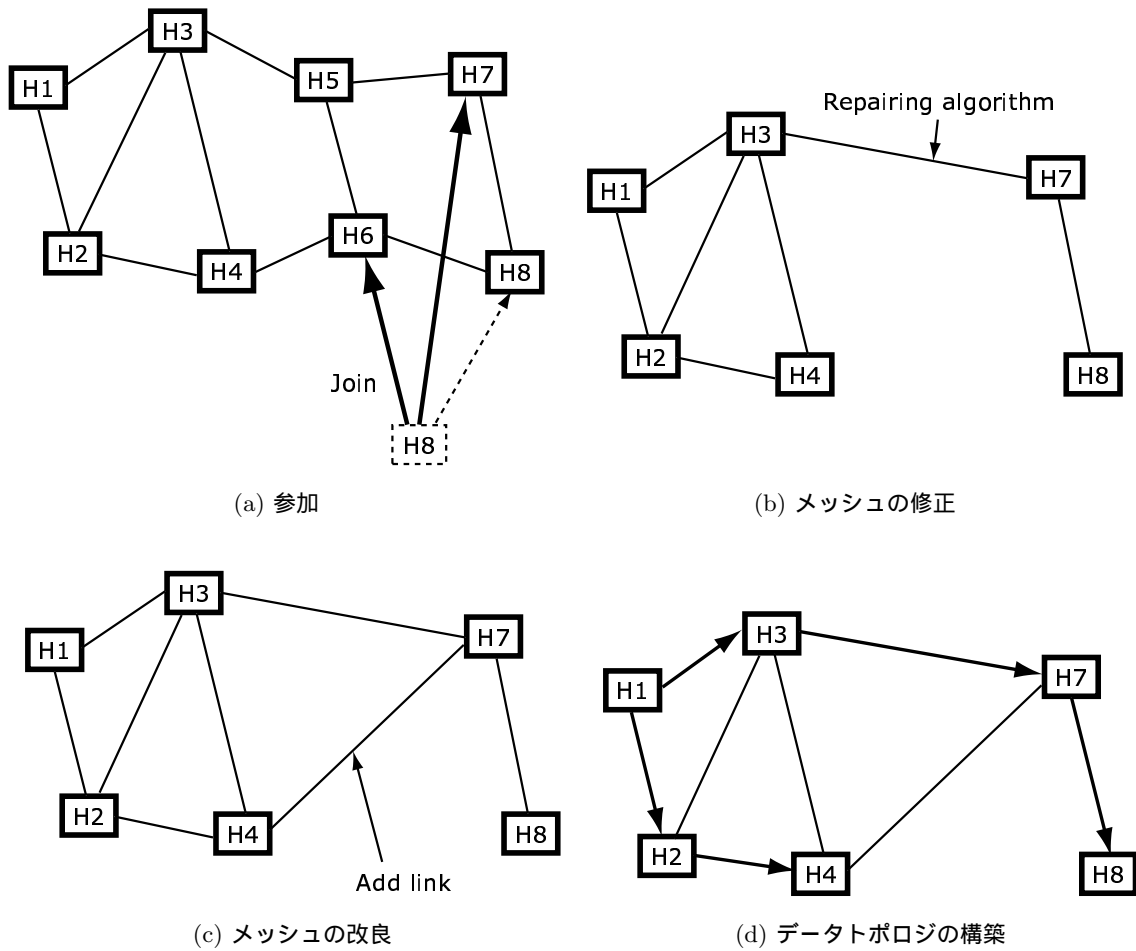 H3
H1
H5
H7
H2
H4
H6
H8
Join
H8
(a) 参加
Repairing algorithm
H3
H1
H7
H2
H4
H8
(b) メッシュの修正
H3
H1
H7
H2
H4
H8
Add link
(c) メッシュの改良
H3
H1
H7
H2
H4
H8
(d) データトポロジの構築